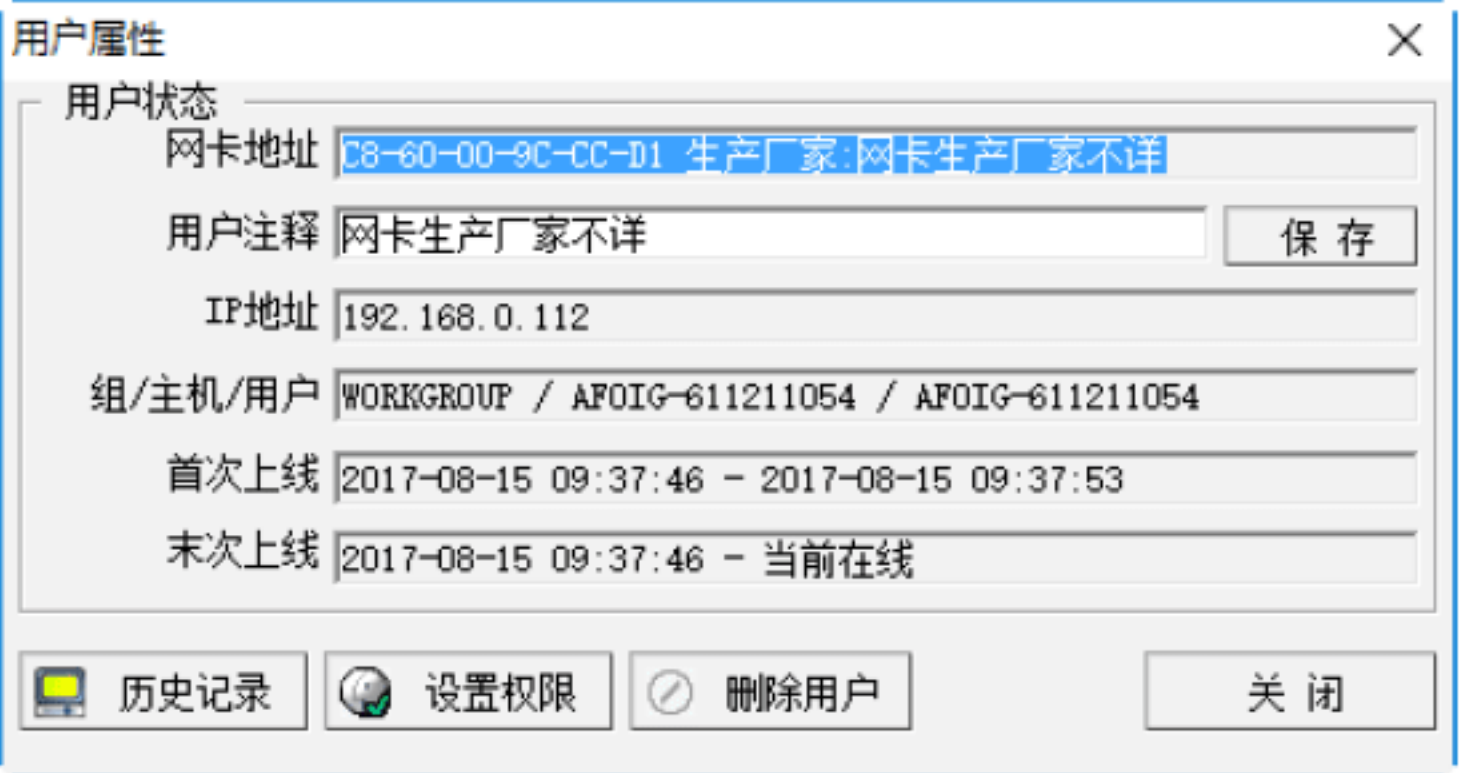 用户属性
用户状态
网卡地址 C8-60-00-9C-CC-D1 生产厂家:网卡生产厂家不详
用户注释 网卡生产厂家不详 保 存
IP地址 192.168.0.112
组/主机/用户 WORKGROUP / AFOIG-611211054 / AFOIG-611211054
首次上线 2017-08-15 09:37:46 - 2017-08-15 09:37:53
末次上线 2017-08-15 09:37:46 - 当前在线
历史记录 设置权限 删除用户 关 闭